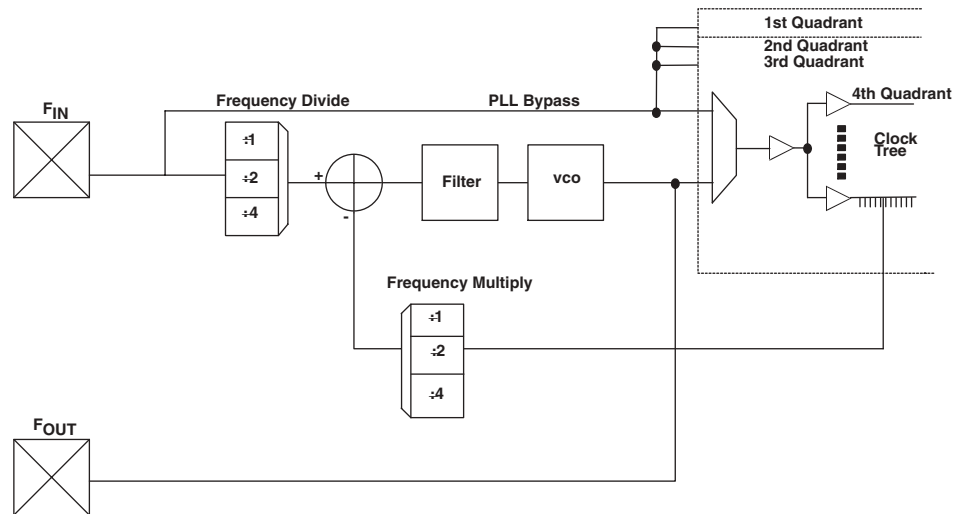 1st Quadrant
2nd Quadrant
3rd Quadrant
4th Quadrant
Frequency Divide
PLL Bypass
FIN
÷1
÷2
÷4
+
-
Filter
vco
Clock
Tree
Frequency Multiply
÷1
÷2
÷4
FOUT